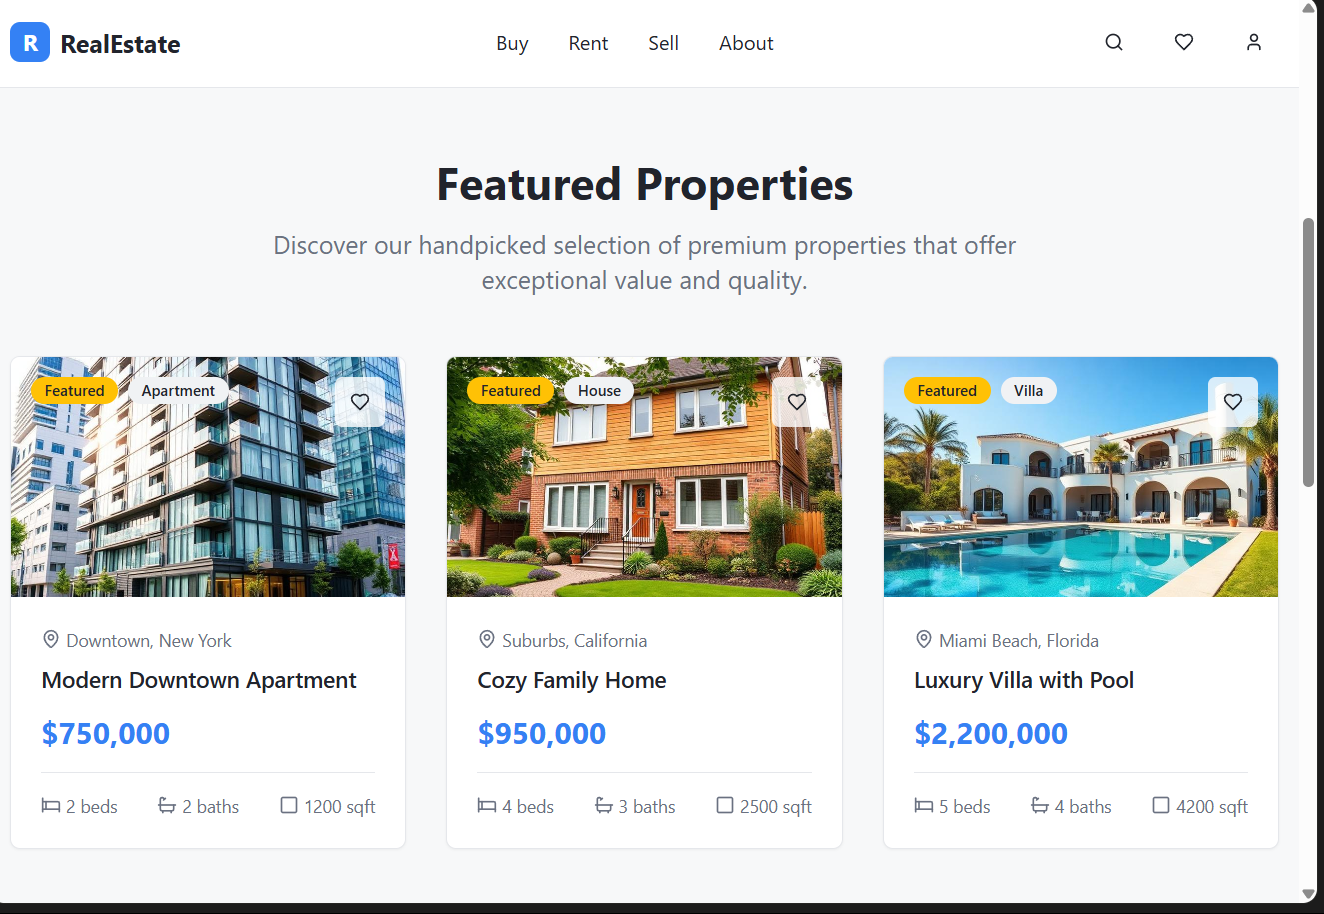 R RealEstate
Buy Rent Sell About
Featured Properties
Discover our handpicked selection of premium properties that offer
exceptional value and quality.
Featured Apartment
Downtown, New York
Modern Downtown Apartment
$750,000
2 beds 2 baths 1200 sqft
Featured House
Suburbs, California
Cozy Family Home
$950,000
4 beds 3 baths 2500 sqft
Featured Villa
Miami Beach, Florida
Luxury Villa with Pool
$2,200,000
5 beds 4 baths 4200 sqft